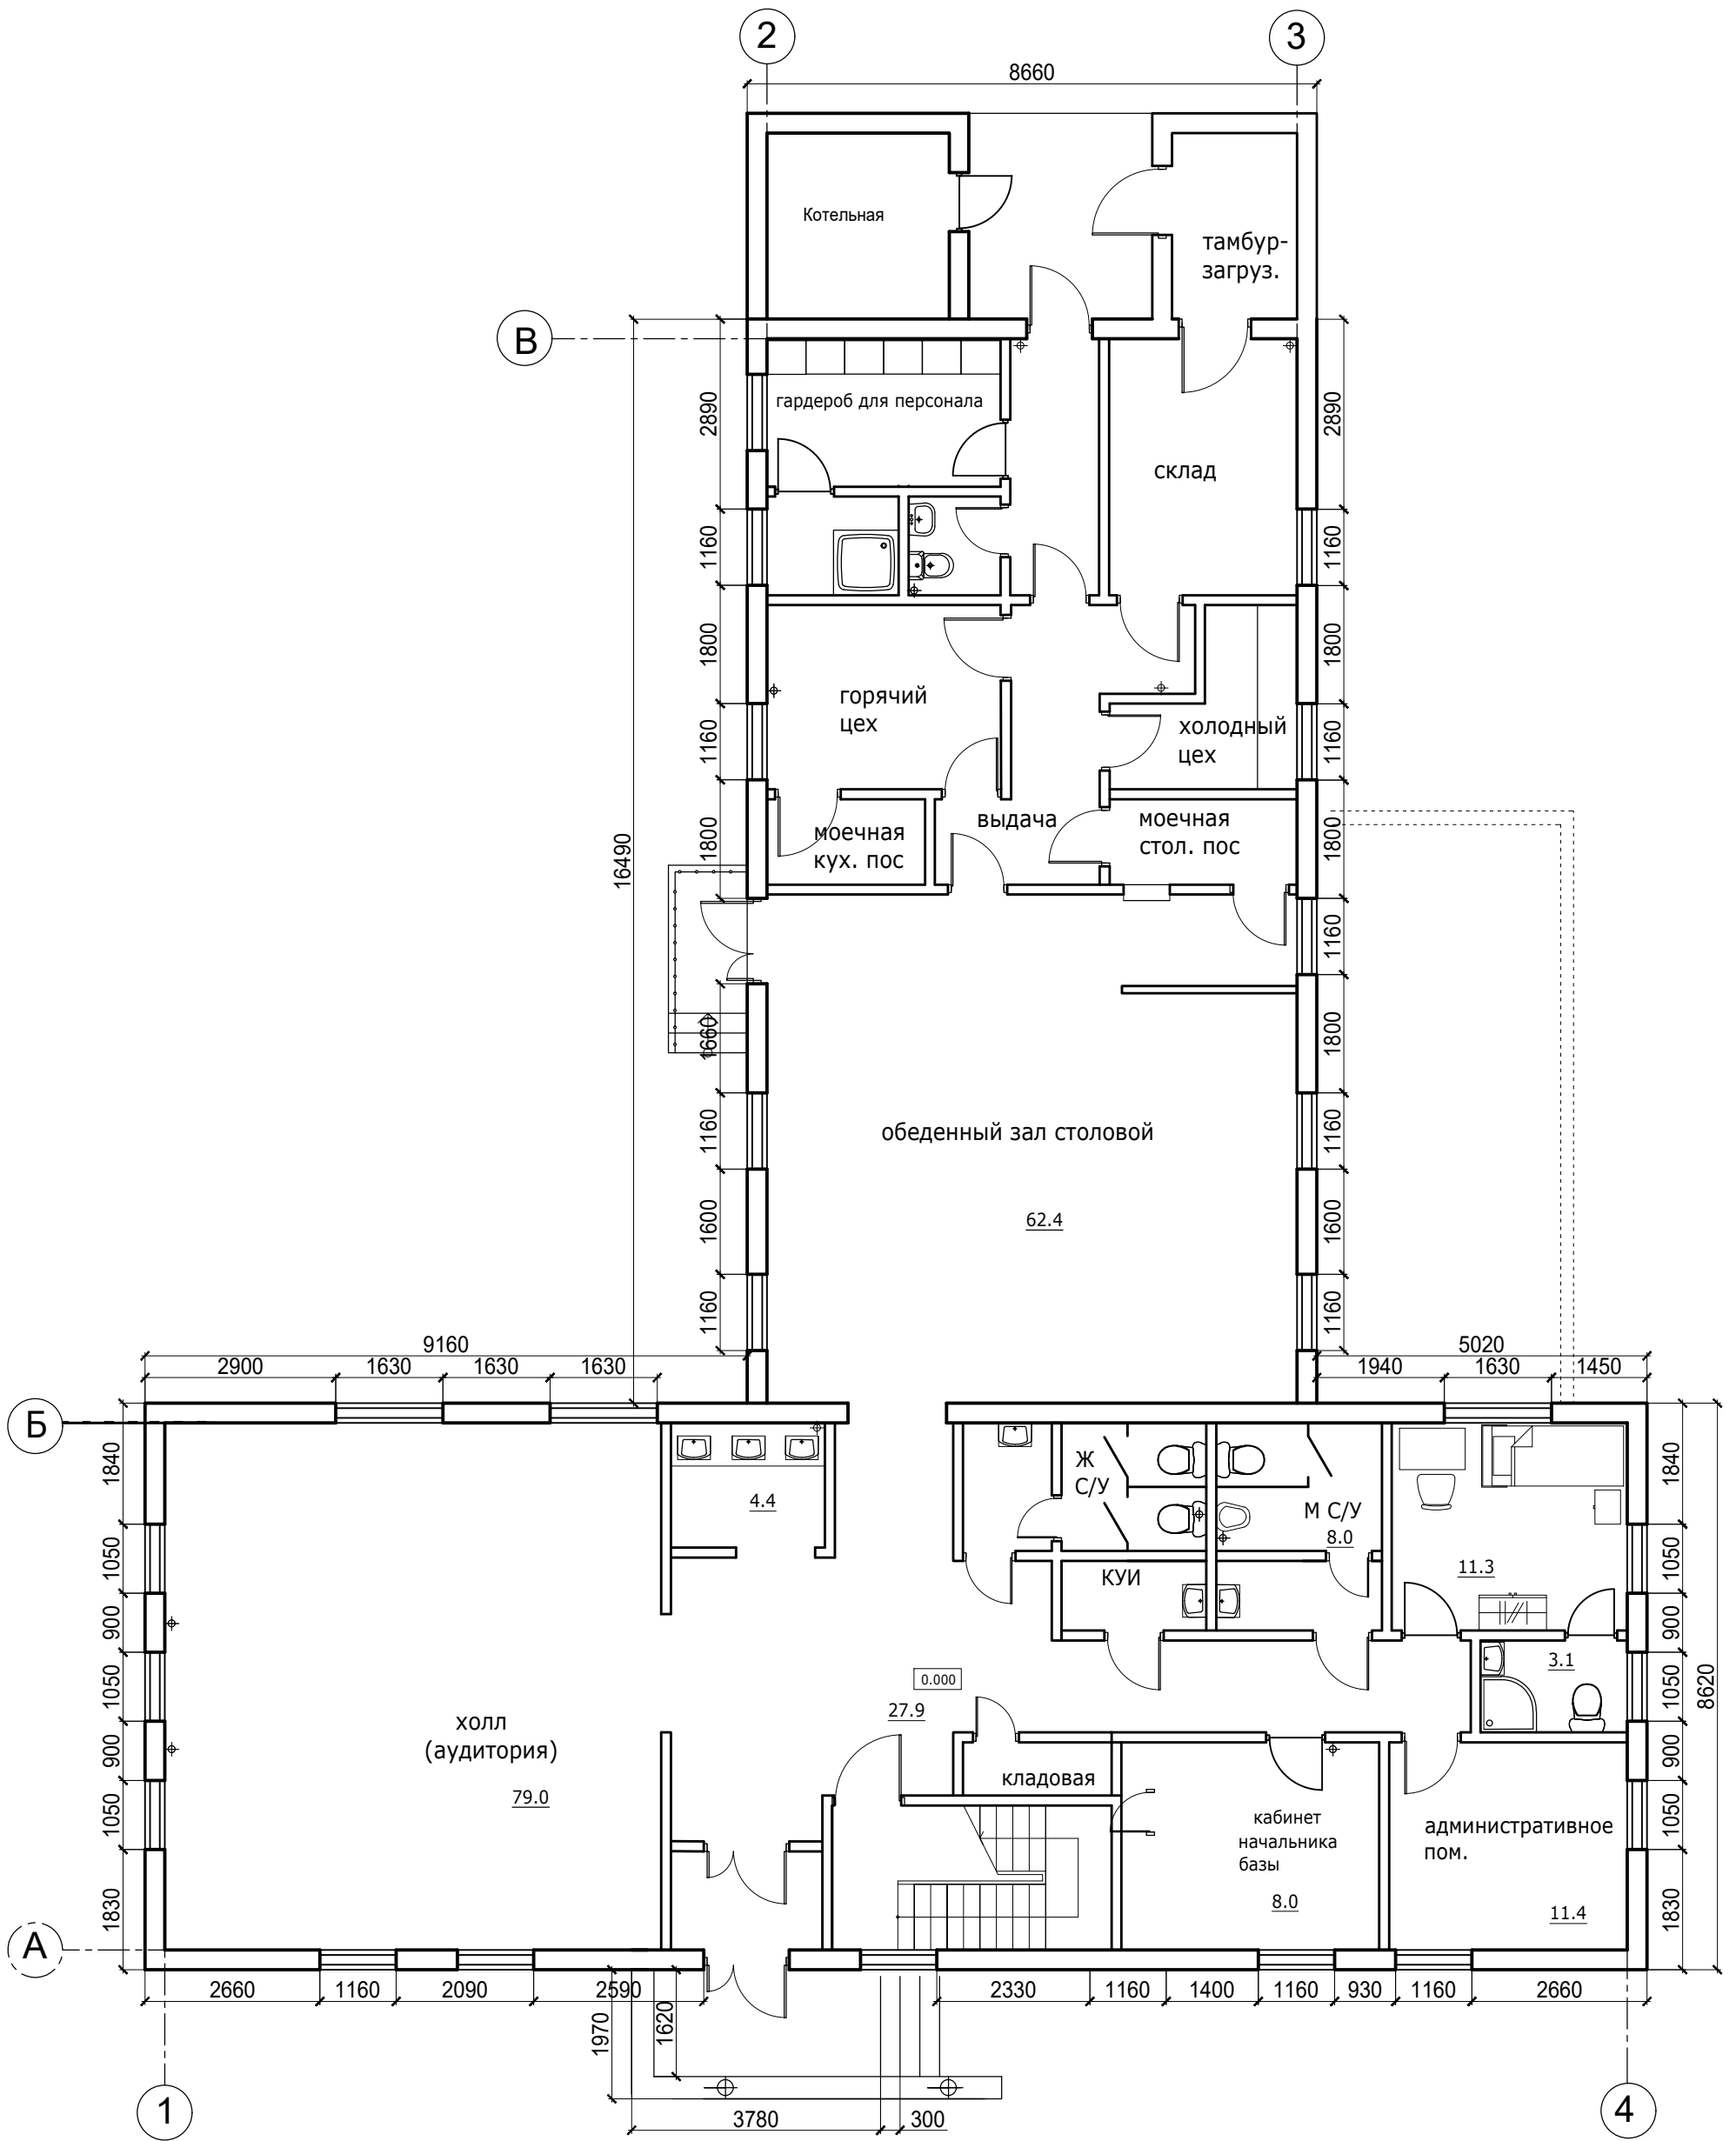 2
3
8660
Котельная
тамбур-
загруз.
В
2890
2890
гардероб для персонала
склад
1160
1160
1800
1800
горячий
цех
холодный
цех
1160
1160
16490
1800
моечная
кух. пос
выдача
моечная
стол. пос
1800
1160
1660
1800
1160
обеденный зал столовой
1160
1600
62.4
1600
1160
1160
9160
5020
2900
1630
1630
1630
1940
1630
1450
Б
1840
4.4
Ж
С/У
М С/У
8.0
1840
1050
КУИ
11.3
1050
900
900
1050
0.000
27.9
3.1
1050
8620
холл
(аудитория)
79.0
900
кладовая
900
1050
кабинет
начальника
базы
8.0
административное
пом.
11.4
1050
1830
1830
А
2660
1160
2090
2590
2330
1160
1400
1160
930
1160
2660
1970
1620
1
4
3780
300